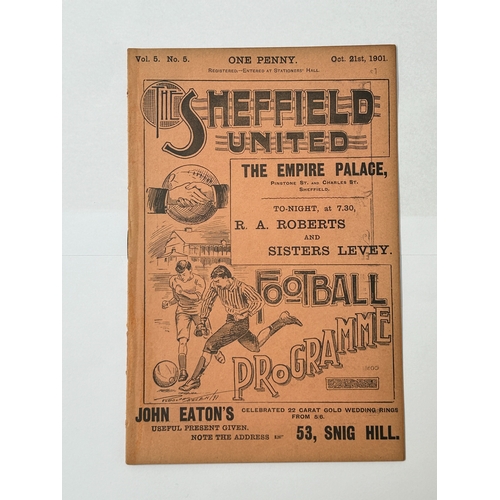 Vol. 5. No. 5. ONE PENNY. Oct. 21st, 1901.
REGISTERED—ENTERED AT STATIONERS' HALL.
THE SHEFFIELD
UNITED
THE EMPIRE PALACE,
PINSTONE ST. AND CHARLES ST.
SHEFFIELD.
TO-NIGHT, at 7.30,
R. A. ROBERTS
AND
SISTERS LEVEY.
FOOTBALL
PROGRAMME
JOHN EATON'S CELEBRATED 22 CARAT GOLD WEDDING RINGS
FROM 5/6.
USEFUL PRESENT GIVEN.
NOTE THE ADDRESS 53, SNIG HILL.